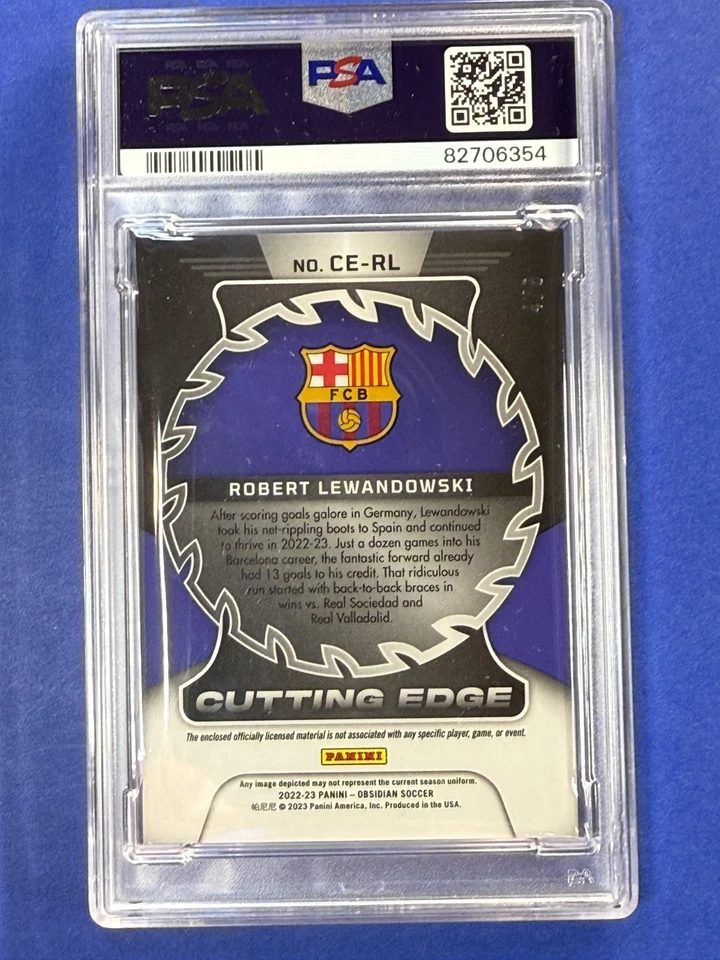 PSA
PSA
82706354
NO. CE-RL
FCB
ROBERT LEWANDOWSKI
After scoring goals galore in Germany, Lewandowski
took his net-rippling boots to Spain and continued
to thrive in 2022-23. Just a dozen games into his
Barcelona career, the fantastic forward already
had 13 goals to his credit. That ridiculous
run started with back-to-back braces in
wins vs. Real Sociedad and
Real Valladolid.
CUTTING EDGE
The enclosed officially licensed material is not associated with any specific player, game, or event.
PANINI
Any image depicted may not represent the current season uniform.
2022-23 PANINI – OBSIDIAN SOCCER
帕尼尼 © 2023 Panini America, Inc. Produced in the USA.
PSA